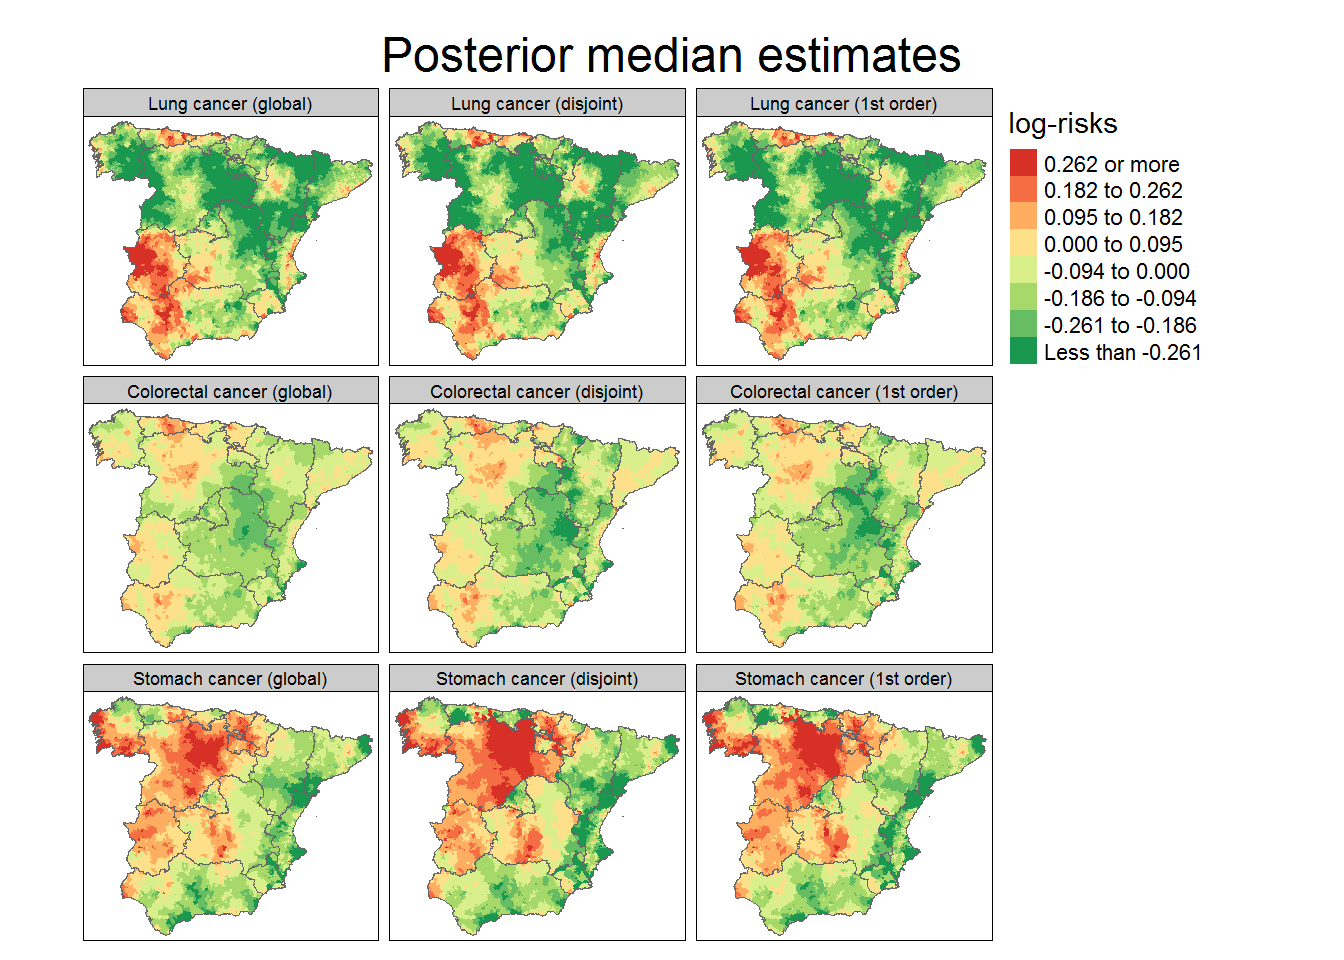 Posterior median estimates
Lung cancer (global)
Lung cancer (disjoint)
Lung cancer (1st order)
log-risks
0.262 or more
0.182 to 0.262
0.095 to 0.182
0.000 to 0.095
-0.094 to 0.000
-0.186 to -0.094
-0.261 to -0.186
Less than -0.261
Colorectal cancer (global)
Colorectal cancer (disjoint)
Colorectal cancer (1st order)
Stomach cancer (global)
Stomach cancer (disjoint)
Stomach cancer (1st order)